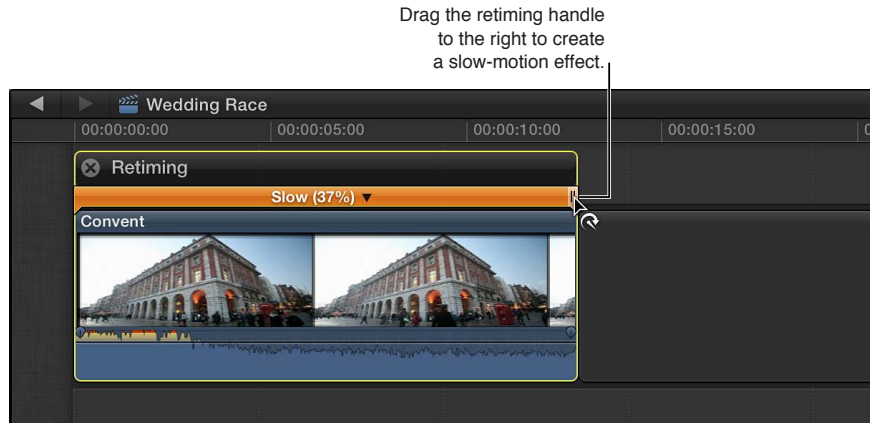 Drag the retiming handle
to the right to create
a slow-motion effect.
Wedding Race
00:00:00:00 00:00:05:00 00:00:10:00 00:00:15:00
Retiming
Slow (37%)
Convent